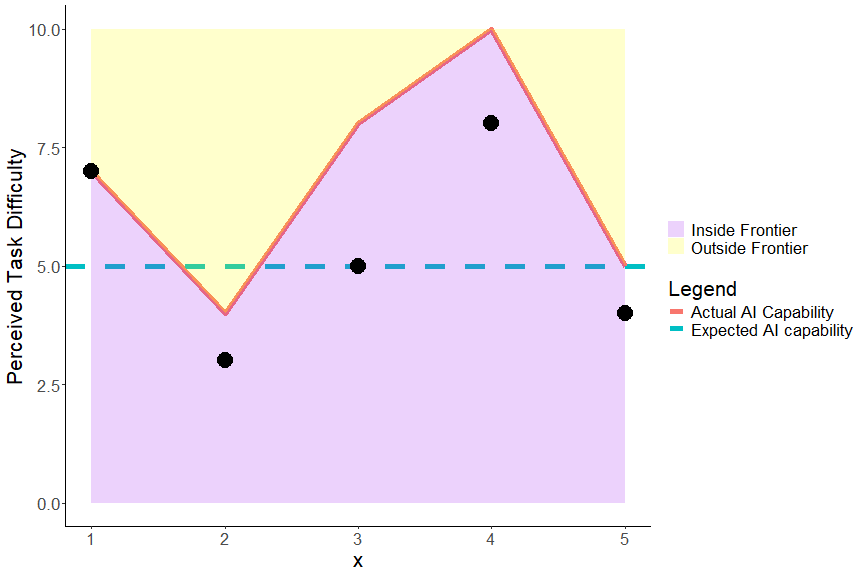 10.0
7.5
5.0
2.5
0.0
Perceived Task Difficulty
1 2 3 4 5
x
Inside Frontier
Outside Frontier
Legend
Actual AI Capability
Expected AI capability